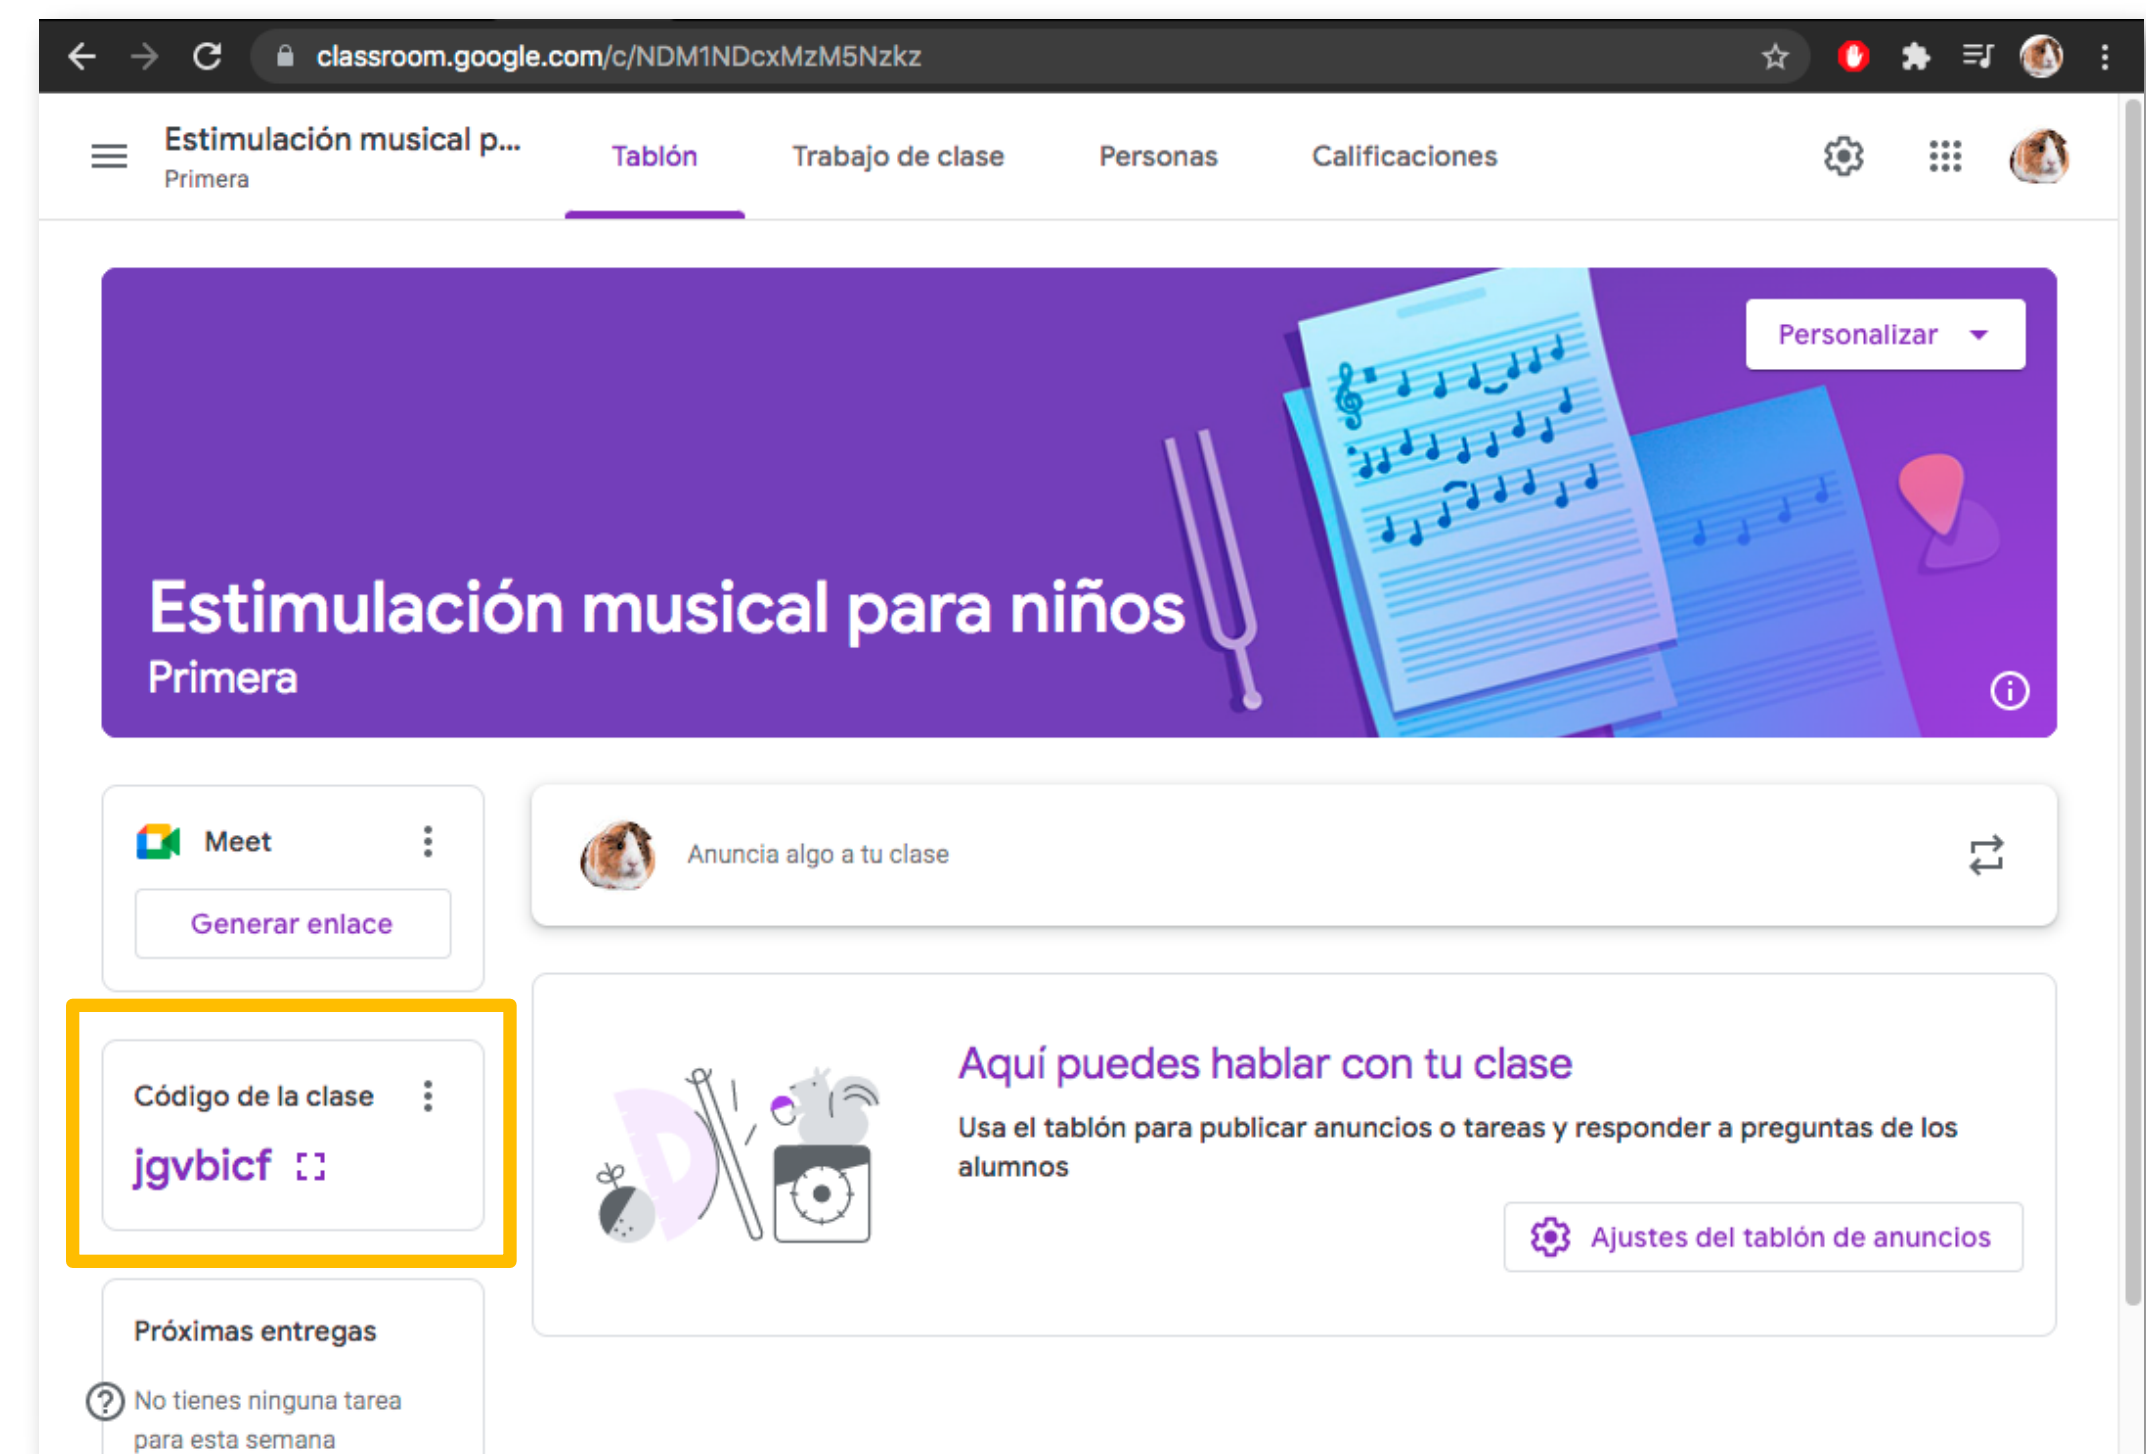 classroom.google.com/c/NDM1NDcxMzM5Nzkz
Estimulación musical p...
Primera
Tablón
Trabajo de clase
Personas
Calificaciones
Personalizar
Estimulación musical para niños
Primera
Meet
Generar enlace
Anuncia algo a tu clase
Código de la clase
jgvbicf
Aquí puedes hablar con tu clase
Usa el tablón para publicar anuncios o tareas y responder a preguntas de los
alumnos
Ajustes del tablón de anuncios
Próximas entregas
No tienes ninguna tarea
para esta semana